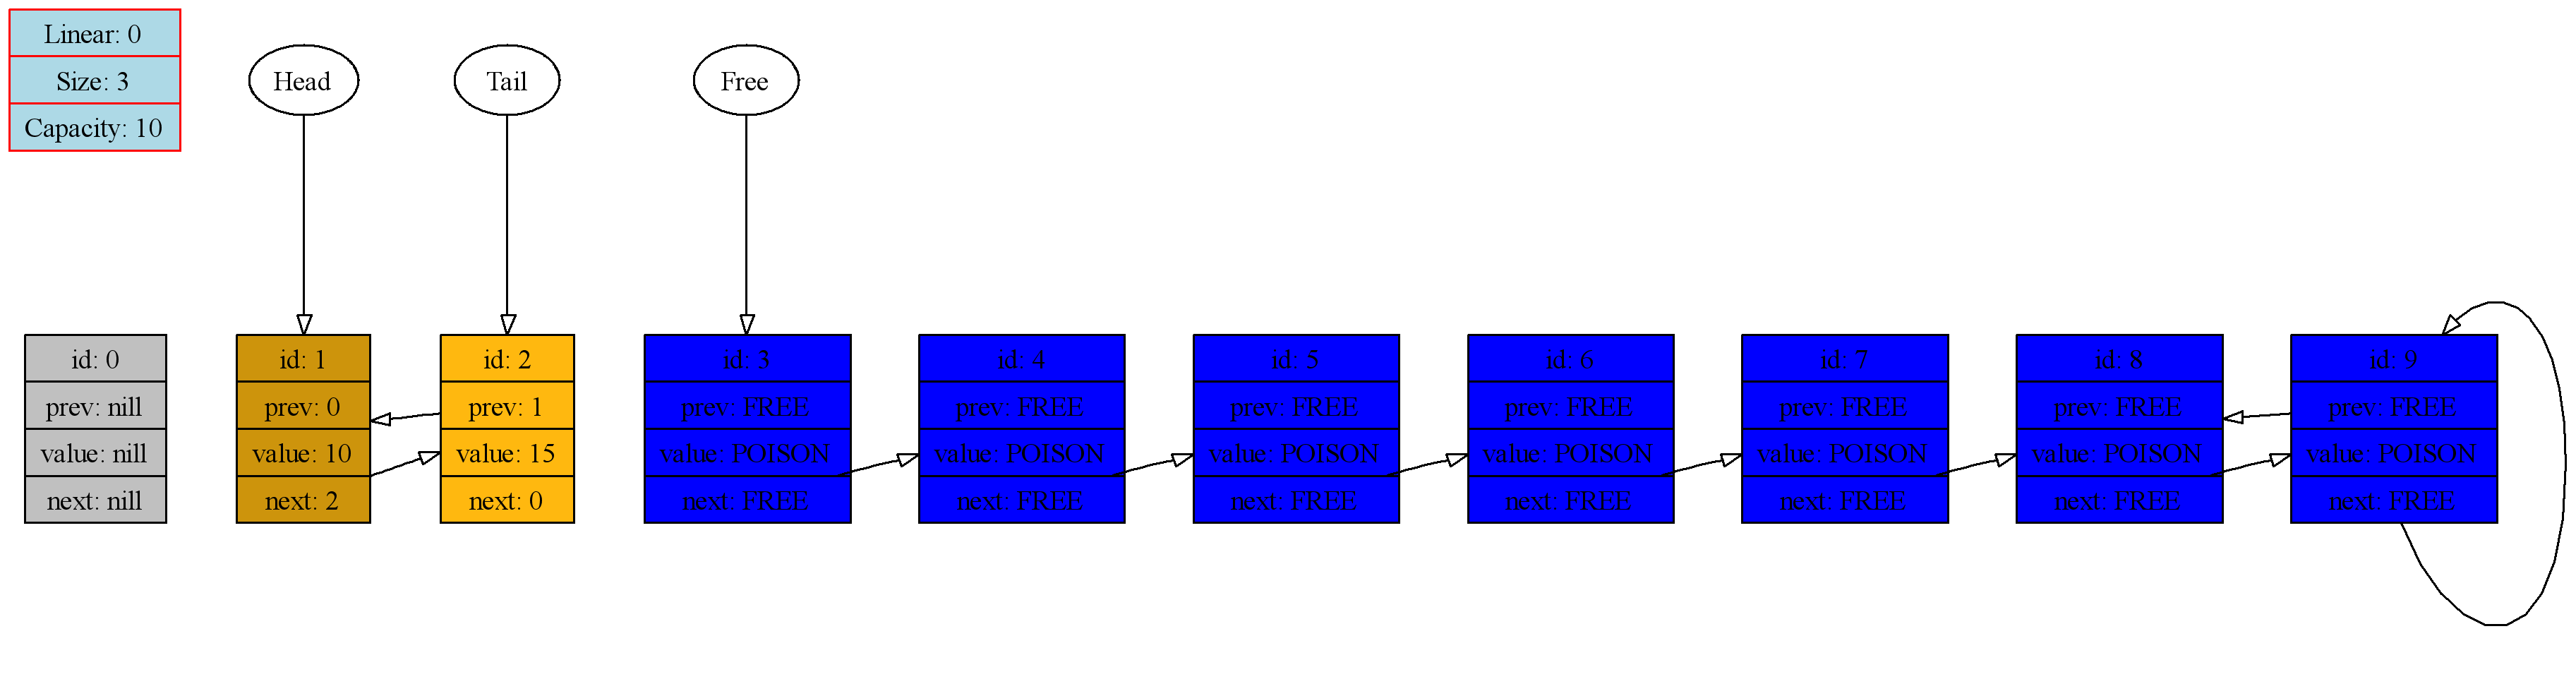 Linear: 0
Size: 3
Capacity: 10
Head
Tail
Free
id: 0
prev: nill
value: nill
next: nill
id: 1
prev: 0
value: 10
next: 2
id: 2
prev: 1
value: 15
next: 0
id: 3
prev: FREE
value: POISON
next: FREE
id: 4
prev: FREE
value: POISON
next: FREE
id: 5
prev: FREE
value: POISON
next: FREE
id: 6
prev: FREE
value: POISON
next: FREE
id: 7
prev: FREE
value: POISON
next: FREE
id: 8
prev: FREE
value: POISON
next: FREE
id: 9
prev: FREE
value: POISON
next: FREE